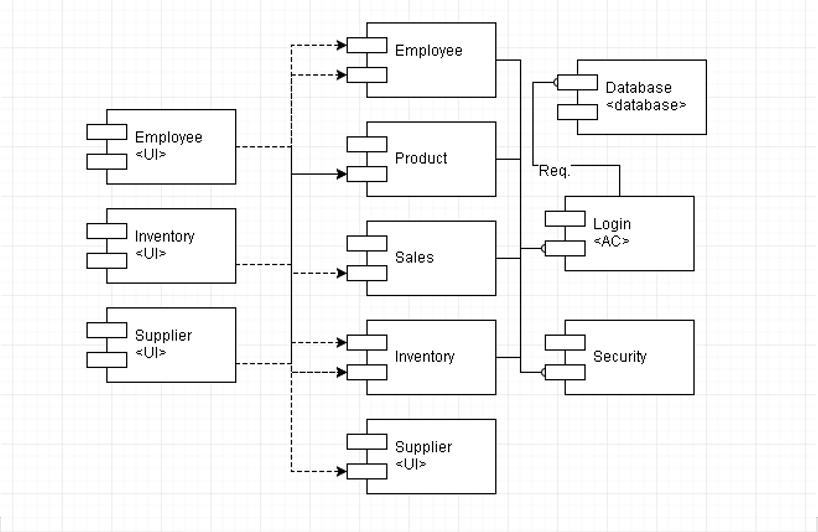 Employee
<UI>
Inventory
<UI>
Supplier
<UI>
Employee
Product
Sales
Inventory
Supplier
<UI>
Database
<database>
Req.
Login
<AC>
Security